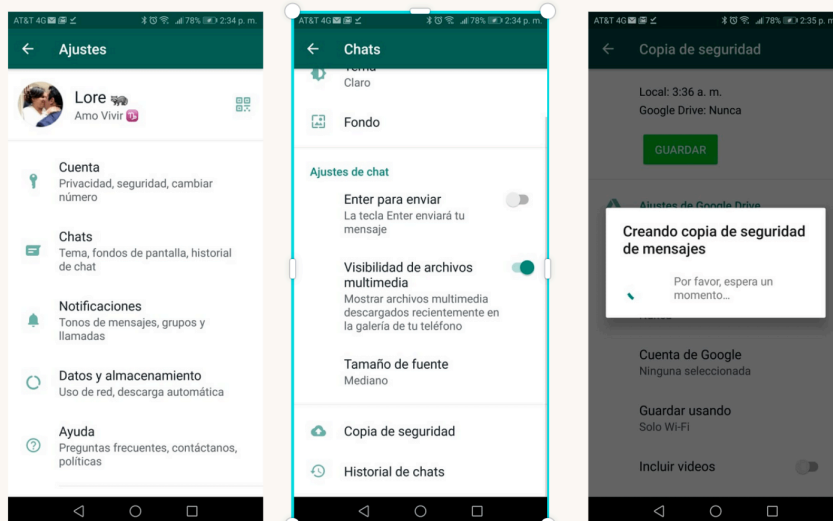 AT&T 4G 78% 2:34 p. m.
Ajustes
Lore
Amo Vivir
Cuenta
Privacidad, seguridad, cambiar
número
Chats
Tema, fondos de pantalla, historial
de chat
Notificaciones
Tonos de mensajes, grupos y
llamadas
Datos y almacenamiento
Uso de red, descarga automática
Ayuda
Preguntas frecuentes, contáctanos,
políticas
AT&T 4G 78% 2:34 p. m.
Chats
Tema
Claro
Fondo
Ajustes de chat
Enter para enviar
La tecla Enter enviará tu
mensaje
Visibilidad de archivos
multimedia
Mostrar archivos multimedia
descargados recientemente en
la galería de tu teléfono
Tamaño de fuente
Mediano
Copia de seguridad
Historial de chats
AT&T 4G 78% 2:35 p. m
Copia de seguridad
Local: 3:36 a. m.
Google Drive: Nunca
GUARDAR
Ajustes de Google Drive
Creando copia de seguridad
de mensajes
Por favor, espera un
momento...
Nunca
Cuenta de Google
Ninguna seleccionada
Guardar usando
Solo Wi-Fi
Incluir videos